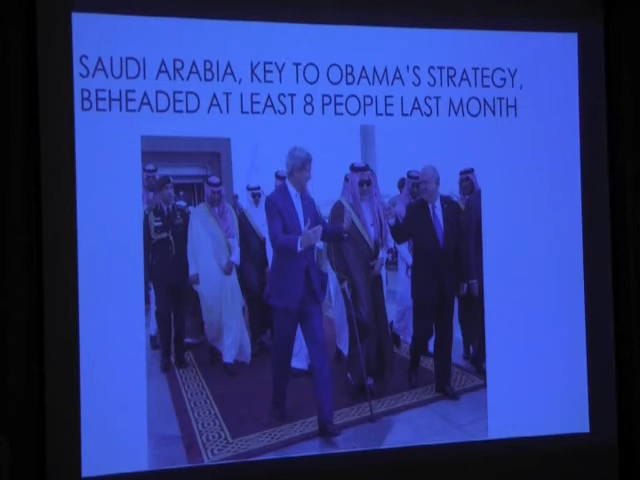 SAUDI ARABIA, KEY TO OBAMA'S STRATEGY,
BEHEADED AT LEAST 8 PEOPLE LAST MONTH